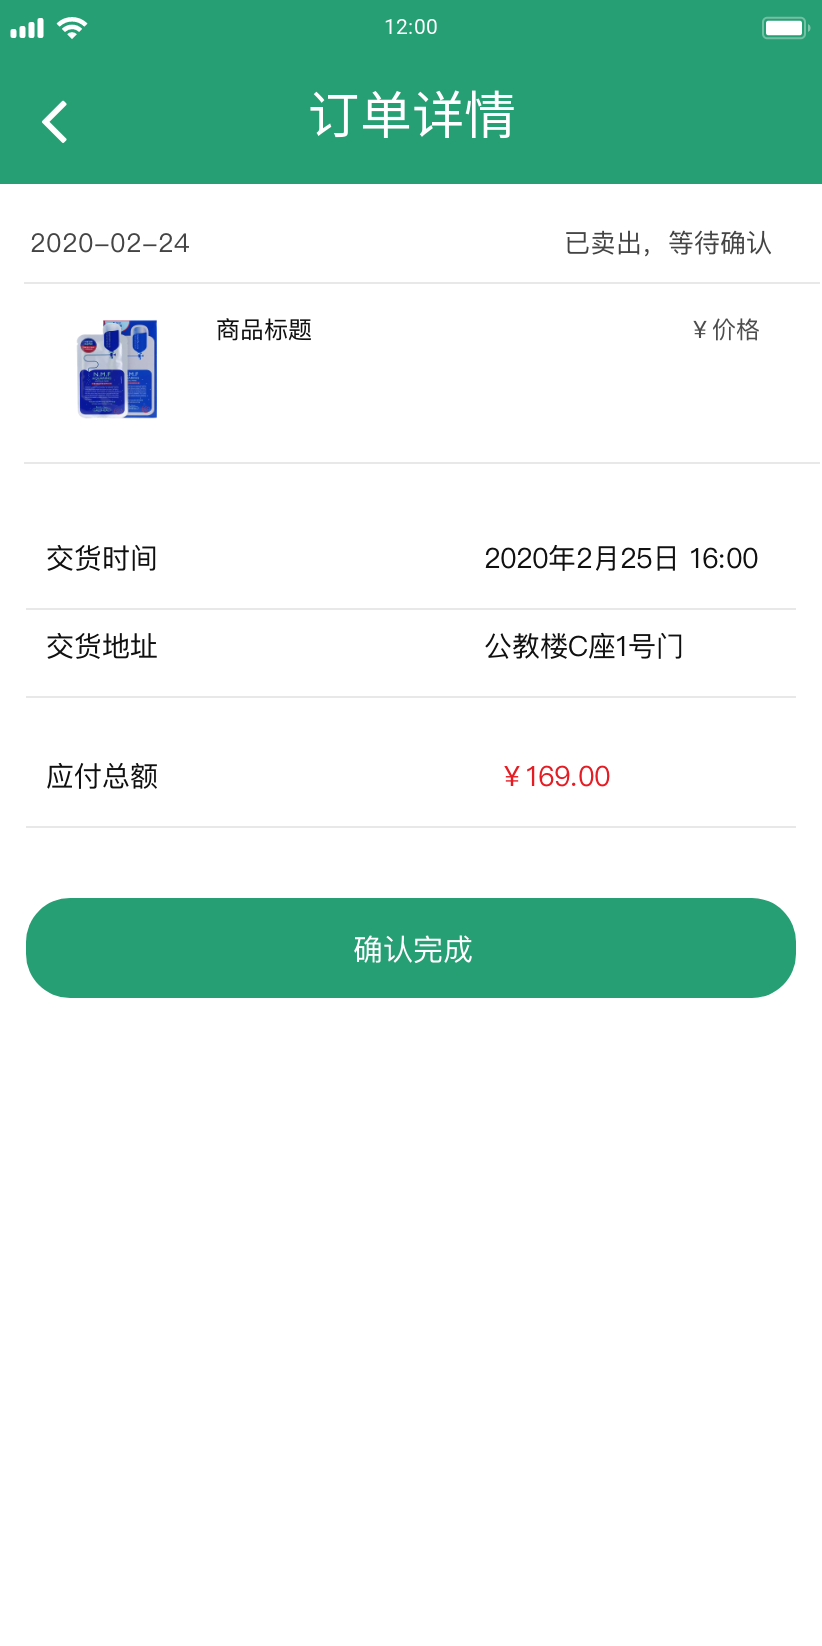 12:00
订单详情
2020-02-24 已卖出，等待确认
商品标题 ￥价格
N.M.F
交货时间 2020年2月25日 16:00
交货地址 公教楼C座1号门
应付总额 ￥169.00
确认完成